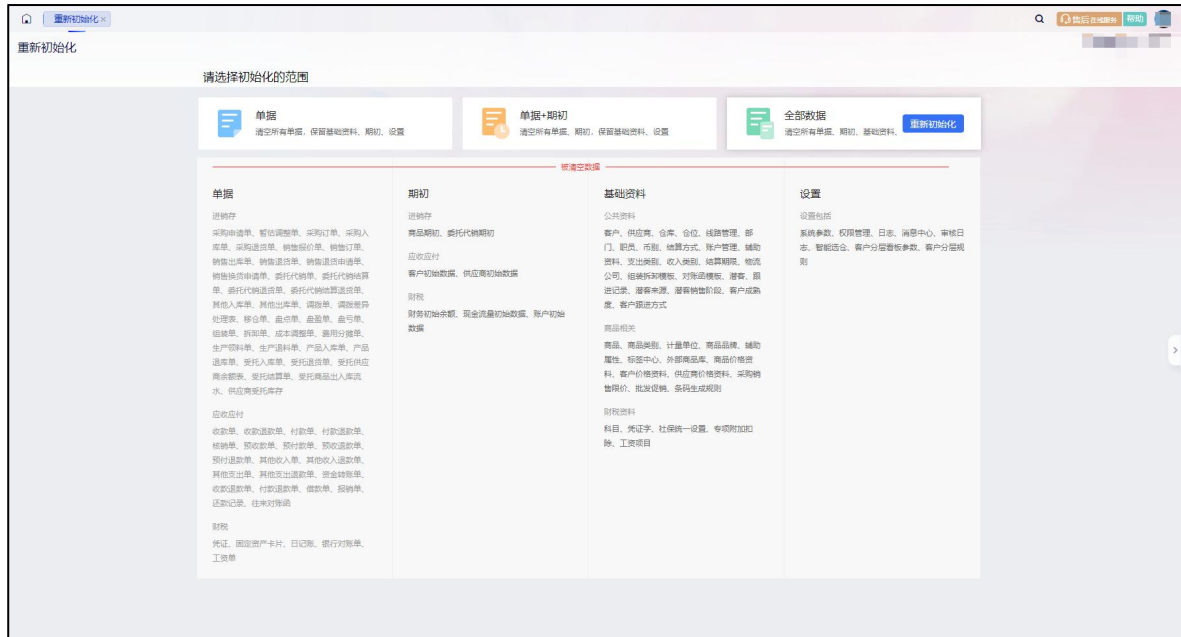 重新初始化×
售后在线服务
帮助
重新初始化
请选择初始化的范围
单据
清空所有单据、保留基础资料、期初、设置
单据+期初
清空所有单据、期初、保留基础资料、设置
全部数据
清空所有单据、期初、基础资料、
重新初始化
被清空数据
单据
进销存
采购申请单、暂估调整单、采购订单、采购入
库单、采购退货单、销售报价单、销售订单、
销售出库单、销售退货单、销售退货申请单、
销售换货申请单、委托代销单、委托代销结算
单、委托代销退货单、委托代销结算退货单、
其他入库单、其他出库单、调拨单、调拨差异
处理表、移仓单、盘点单、盘盈单、盘亏单、
组装单、拆卸单、成本调整单、费用分摊单、
生产领料单、生产退料单、产品入库单、产品
退库单、受托入库单、受托退货单、受托供应
商余额表、受托结算单、受托商品出入库流
水、供应商受托库存
应收应付
收款单、收款退款单、付款单、付款退款单、
核销单、预收款单、预付款单、预收退款单、
预付退款单、其他收入单、其他收入退款单、
其他支出单、其他支出退款单、资金转账单、
收款退款单、付款退款单、借款单、报销单、
还款记录、往来对账函
财税
凭证、固定资产卡片、日记账、银行对账单、
工资单
期初
进销存
商品期初、委托代销期初
应收应付
客户初始数据、供应商初始数据
财税
财务初始余额、现金流量初始数据、账户初始
数据
基础资料
公共资料
客户、供应商、仓库、仓位、线路管理、部
门、职员、币别、结算方式、账户管理、辅助
资料、支出类别、收入类别、结算期限、物流
公司、组装拆卸模板、对账函模板、潜客、跟
进记录、潜客来源、潜客销售阶段、客户成熟
度、客户跟进方式
商品相关
商品、商品类别、计量单位、商品品牌、辅助
属性、标签中心、外部商品库、商品价格资
料、客户价格资料、供应商价格资料、采购销
售限价、批发促销、条码生成规则
财税资料
科目、凭证字、社保统一设置、专项附加扣
除、工资项目
设置
设置包括
系统参数、权限管理、日志、消息中心、审核日
志、智能选仓、客户分层看板参数、客户分层规
则